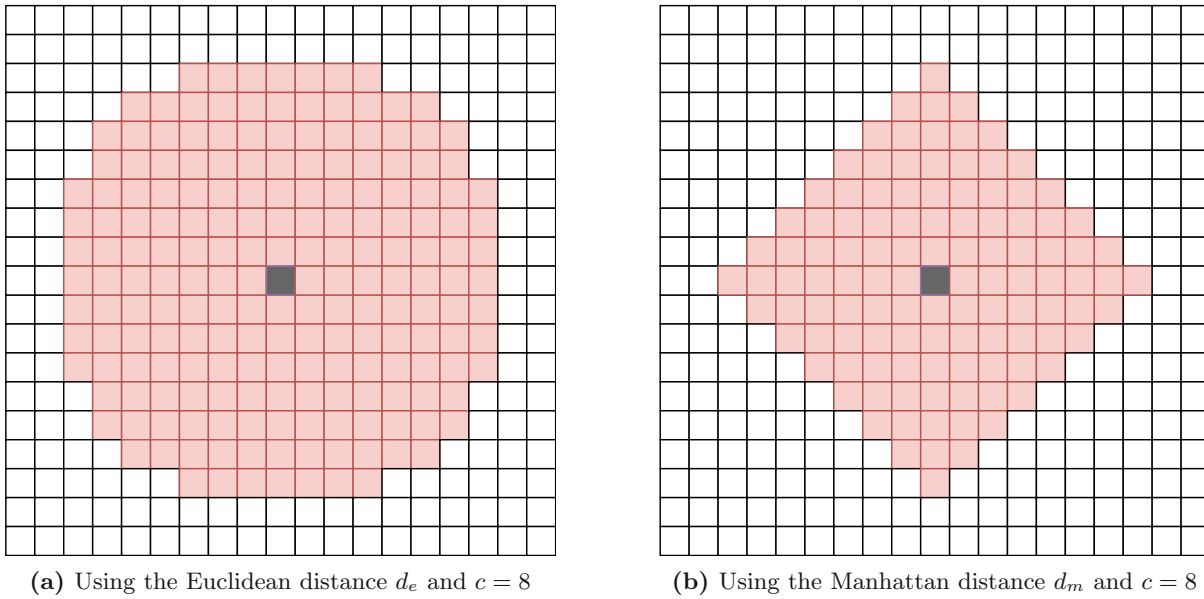 (a) Using the Euclidean distance d_e and c = 8
(b) Using the Manhattan distance d_m and c = 8